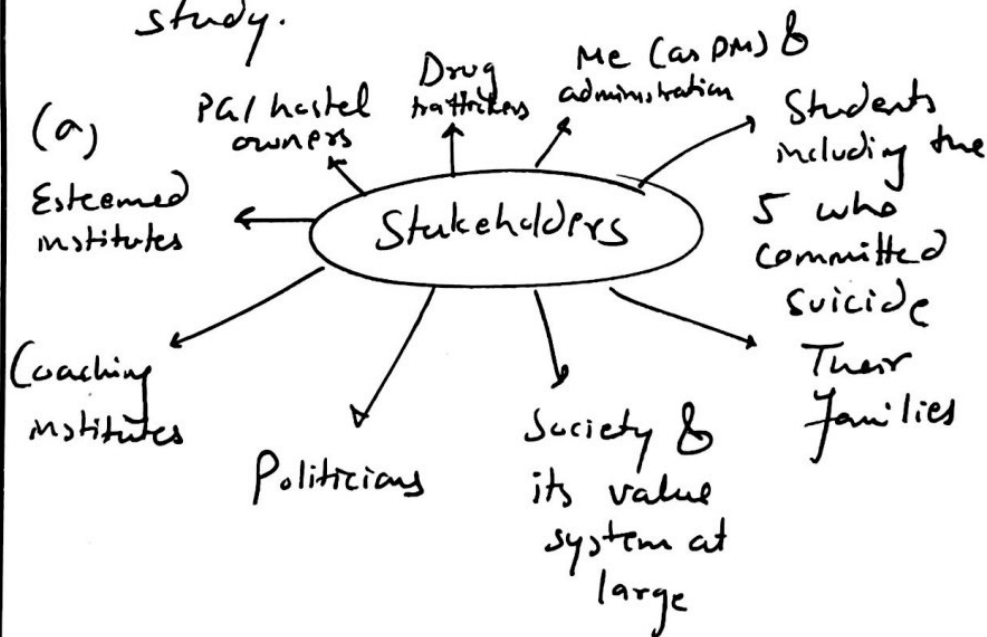 study.
(a)
PG/hostel
owners
Drug
traffickers
Me (as DM) &
administration
Students
including the
5 who
committed
suicide
Their
families
Esteemed
institutes
Stakeholders
Coaching
institutes
Politicians
Society &
its value
system at
large